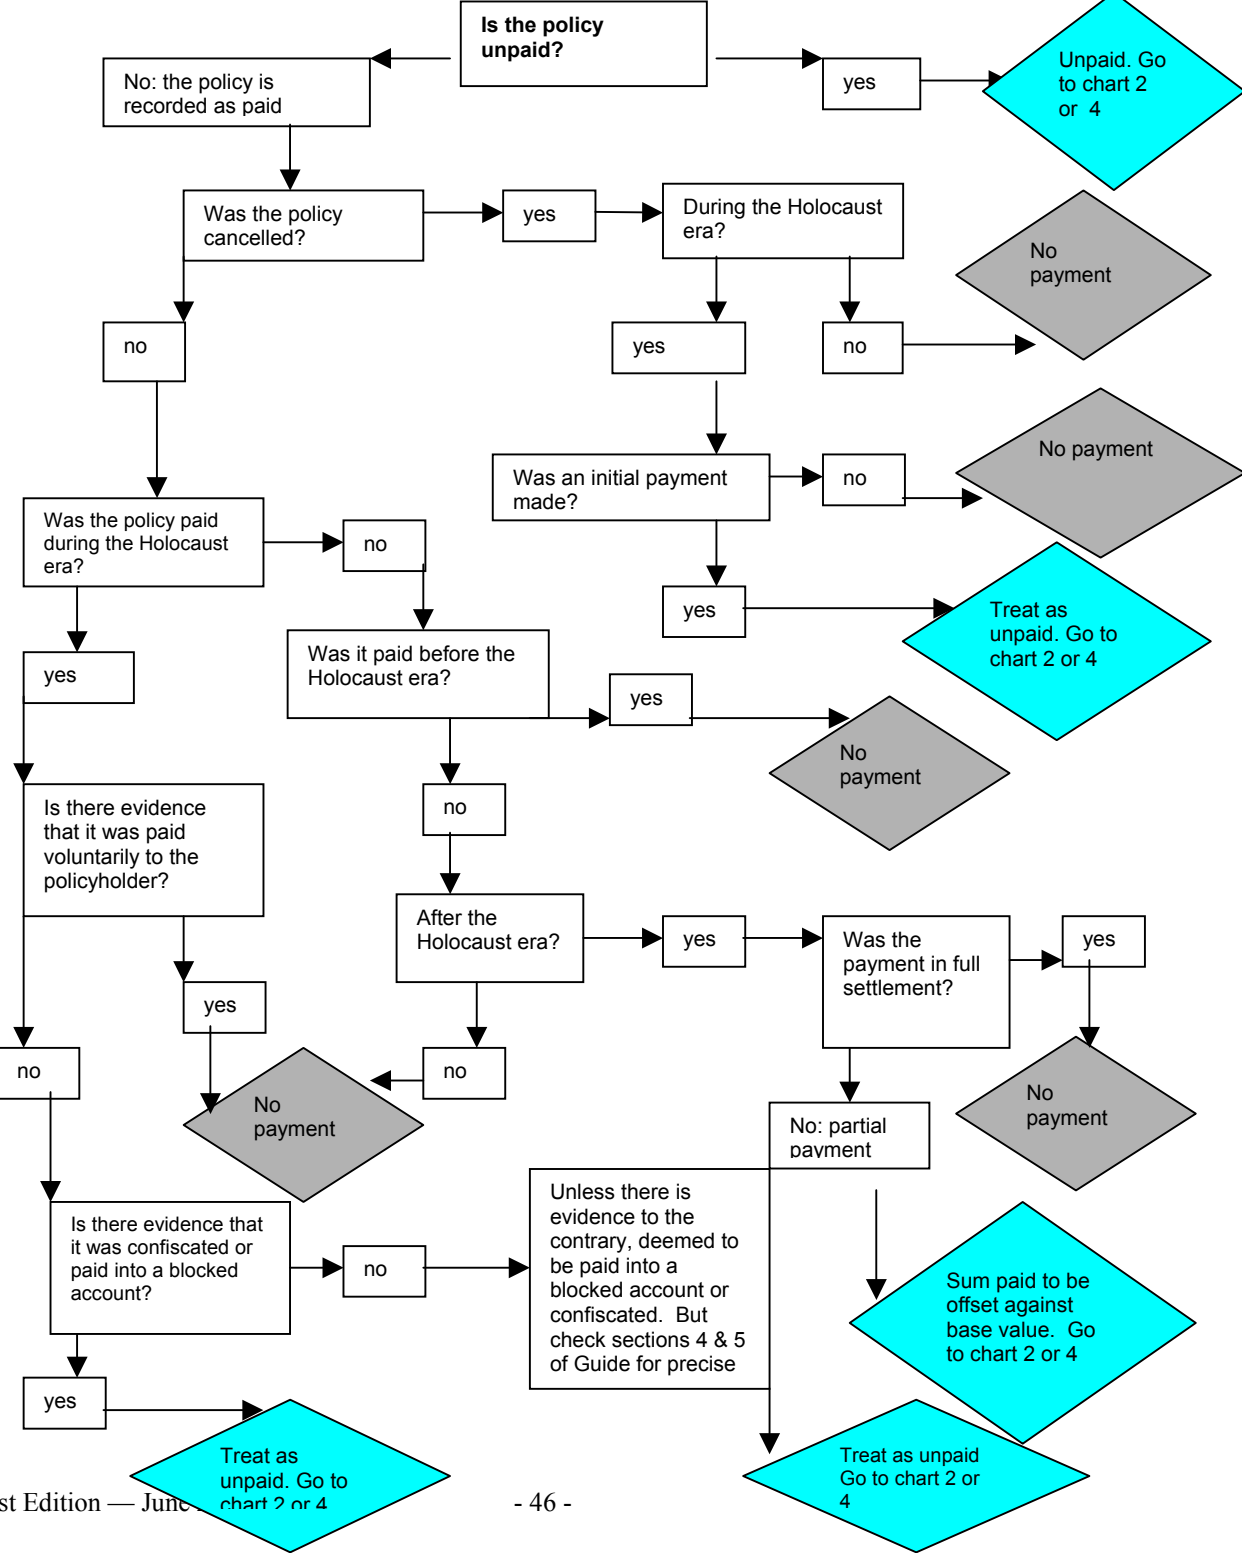 Is the policy
unpaid?
No: the policy is
recorded as paid
yes
Unpaid. Go
to chart 2
or 4
Was the policy
cancelled?
yes
During the Holocaust
era?
No
payment
no
yes
no
Was an initial payment
made?
no
No payment
Was the policy paid
during the Holocaust
era?
no
yes
Treat as
unpaid. Go to
chart 2 or 4
yes
Was it paid before the
Holocaust era?
yes
No
payment
Is there evidence
that it was paid
voluntarily to the
policyholder?
no
After the
Holocaust era?
yes
Was the
payment in full
settlement?
yes
yes
no
no
No
payment
No
payment
No: partial
payment
Is there evidence that
it was confiscated or
paid into a blocked
account?
no
Unless there is
evidence to the
contrary, deemed to
be paid into a
blocked account or
confiscated. But
check sections 4 & 5
of Guide for precise
Sum paid to be
offset against
base value. Go
to chart 2 or 4
yes
Treat as
unpaid. Go to
chart 2 or 4
Treat as unpaid
Go to chart 2 or
4
st Edition — June
- 46 -